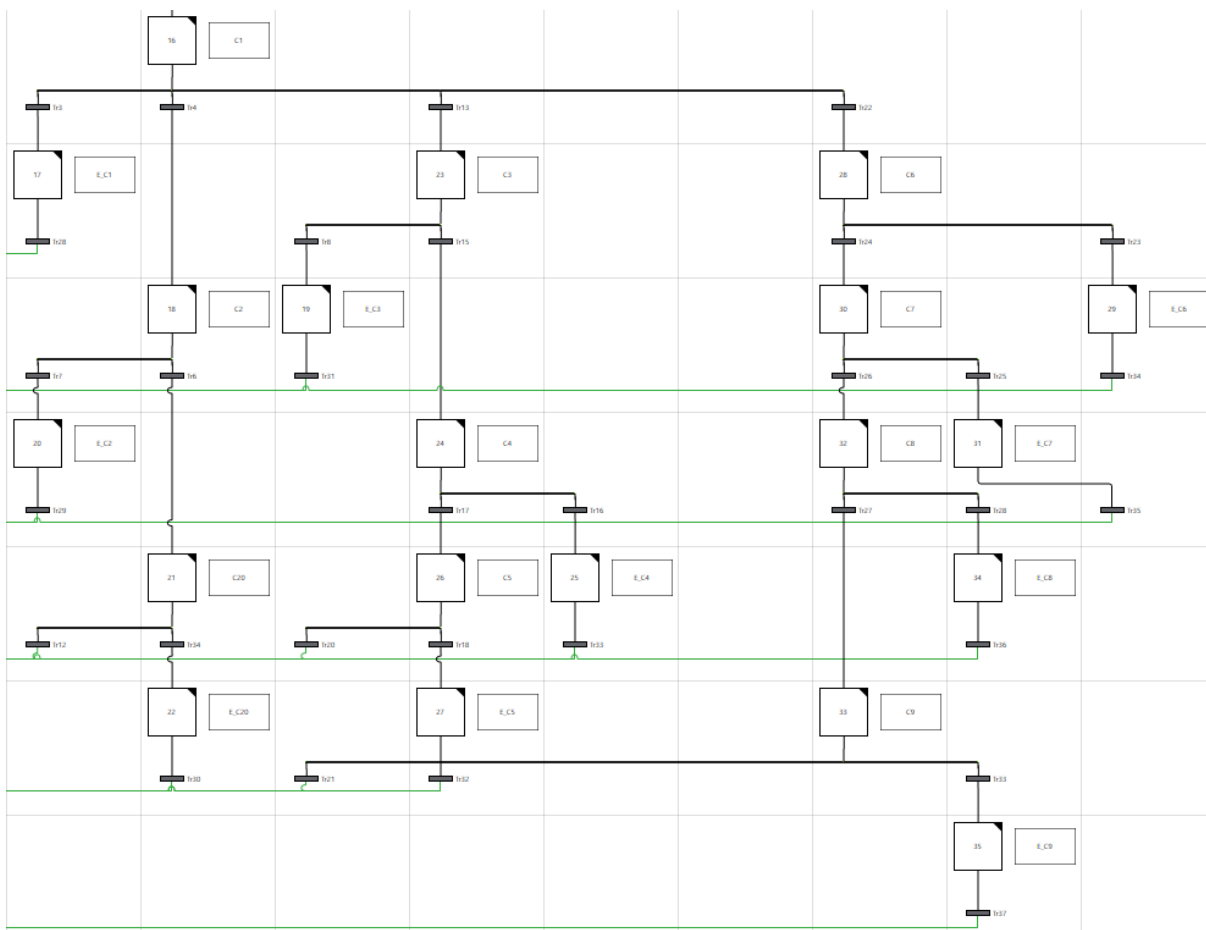 16 C1
Tr3 Tr4 Tr13 Tr22
17 E_C1 23 C3 28 C6
Tr28 Tr8 Tr15 Tr24 Tr23
18 C2 19 E_C3 30 C7 29 E_C6
Tr7 Tr6 Tr31 Tr26 Tr25 Tr34
20 E_C2 24 C4 32 C8 31 E_C7
Tr29 Tr17 Tr16 Tr27 Tr28 Tr35
21 C20 26 C5 25 E_C4 34 E_C8
Tr12 Tr34 Tr20 Tr18 Tr33 Tr36
22 E_C20 27 E_C5 33 C9
Tr30 Tr21 Tr32 Tr33
35 E_C9
Tr37